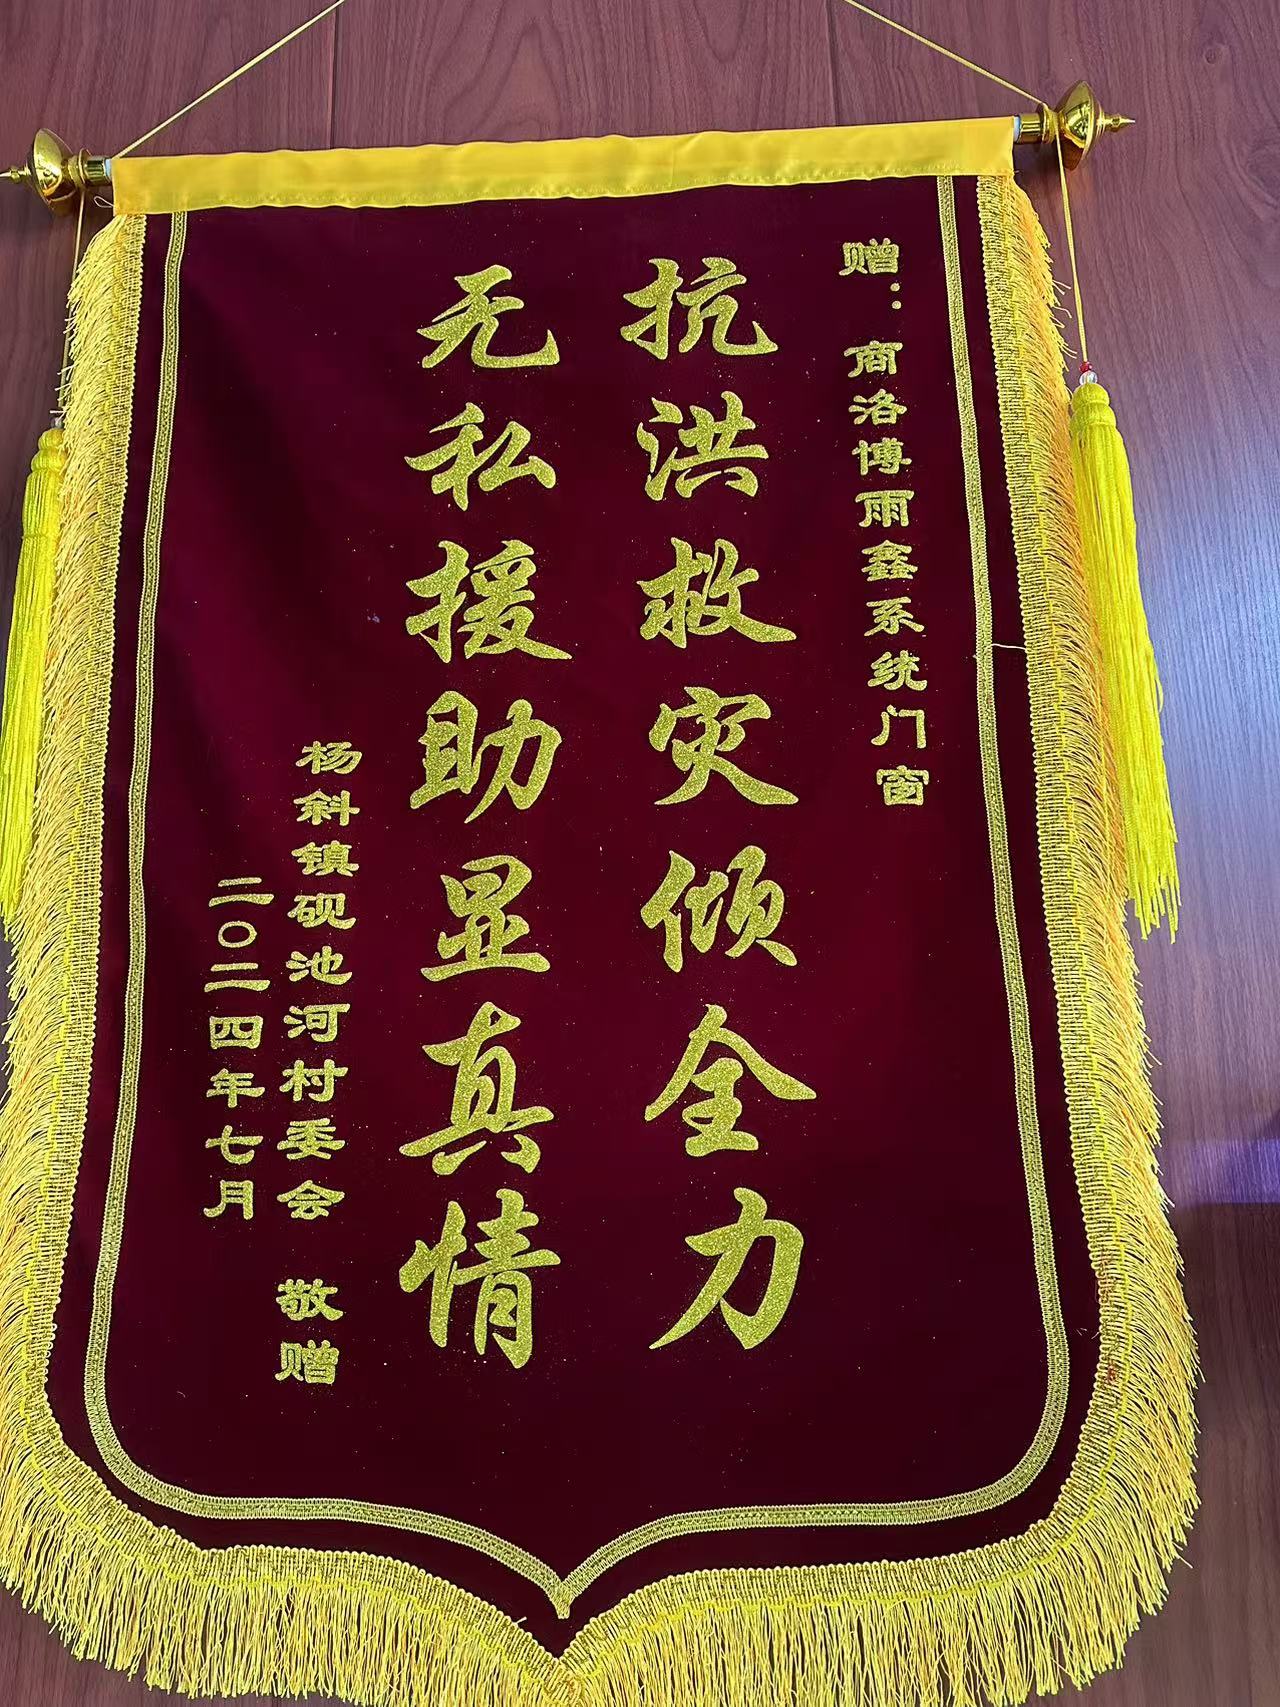 赠：商洛博雨鑫系统门窗
抗洪救灾倾全力
无私援助显真情
杨斜镇砚池河村委会 敬赠
二〇二四年七月